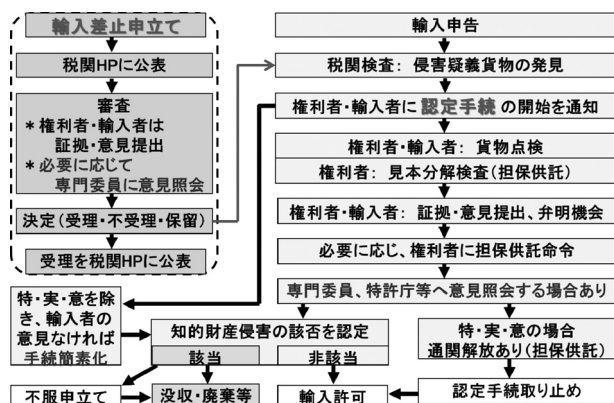 輸入差止申立て
税関HPに公表
審査
＊権利者・輸入者は
証拠・意見提出
＊必要に応じて
専門委員に意見照会
決定（受理・不受理・保留）
受理を税関HPに公表
輸入申告
税関検査： 侵害疑義貨物の発見
権利者・輸入者に認定手続の開始を通知
権利者・輸入者： 貨物点検
権利者： 見本分解検査（担保供託）
権利者・輸入者： 証拠・意見提出、弁明機会
必要に応じ、権利者に担保供託命令
専門委員、特許庁等へ意見照会する場合あり
特・実・意を除
き、輸入者の
意見なければ
手続簡素化
知的財産侵害の該否を認定
該当
非該当
特・実・意の場合
通関解放あり（担保供託）
不服申立て
没収・廃棄等
輸入許可
認定手続取り止め